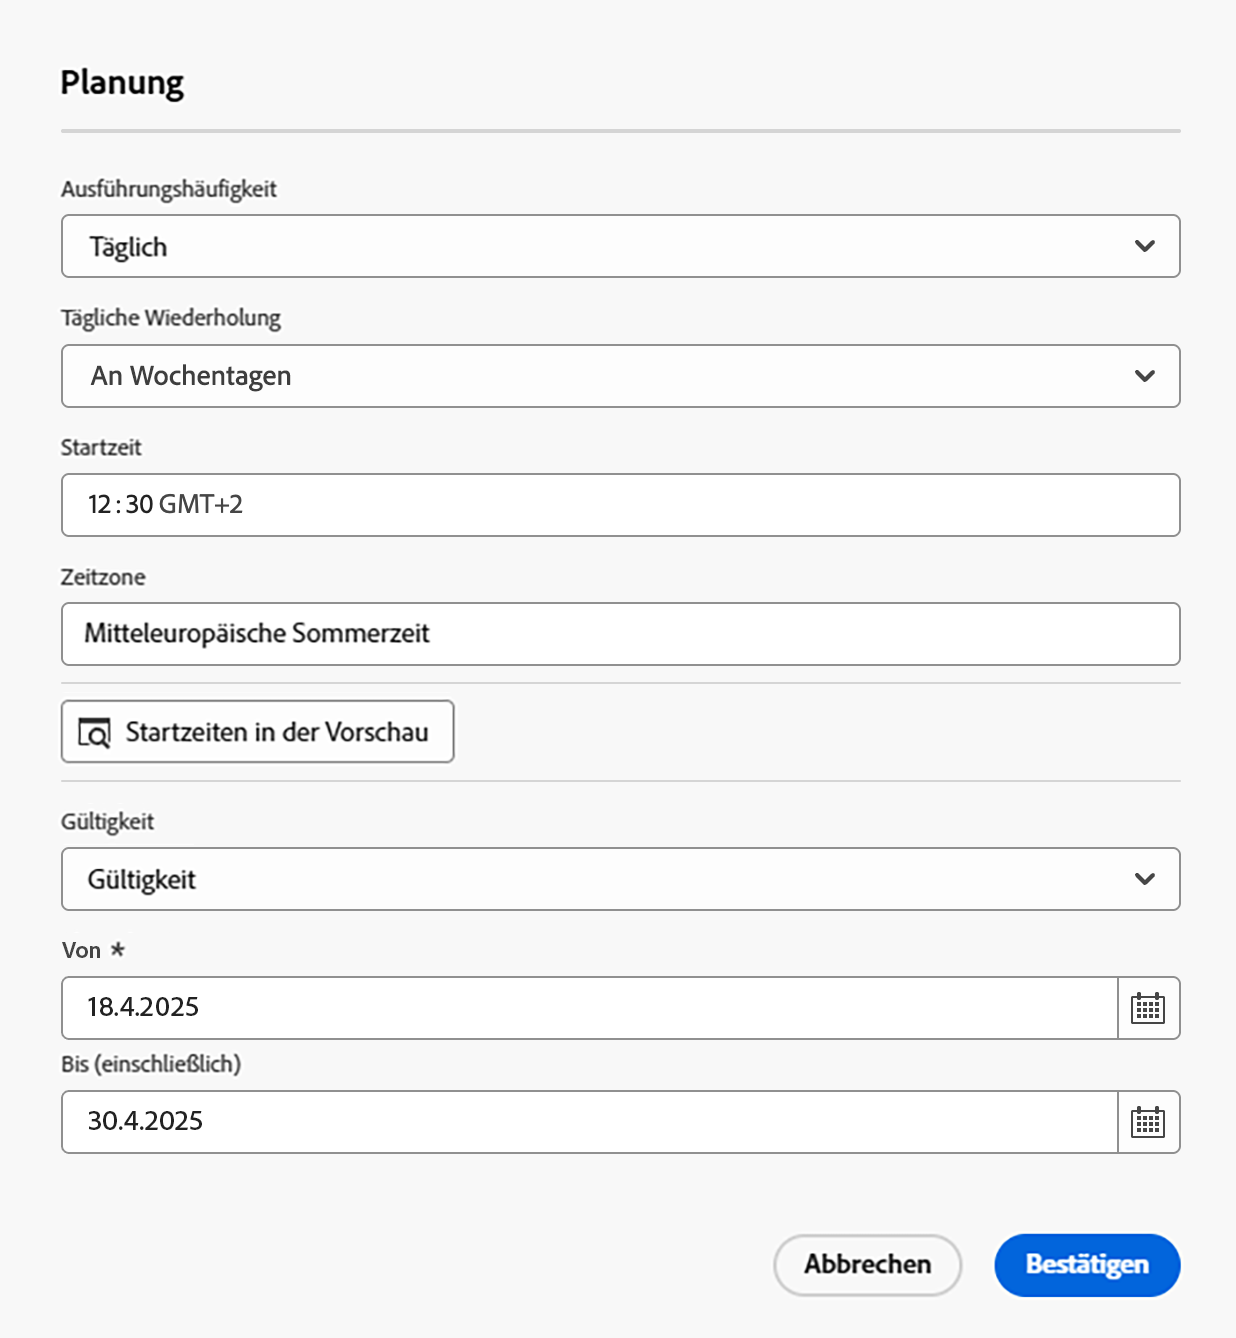 Planung
Ausführungshäufigkeit
Täglich
Tägliche Wiederholung
An Wochentagen
Startzeit
12 : 30 GMT+2
Zeitzone
Mitteleuropäische Sommerzeit
Startzeiten in der Vorschau
Gültigkeit
Gültigkeit
Von *
18.4.2025
Bis (einschließlich)
30.4.2025
Abbrechen
Bestätigen